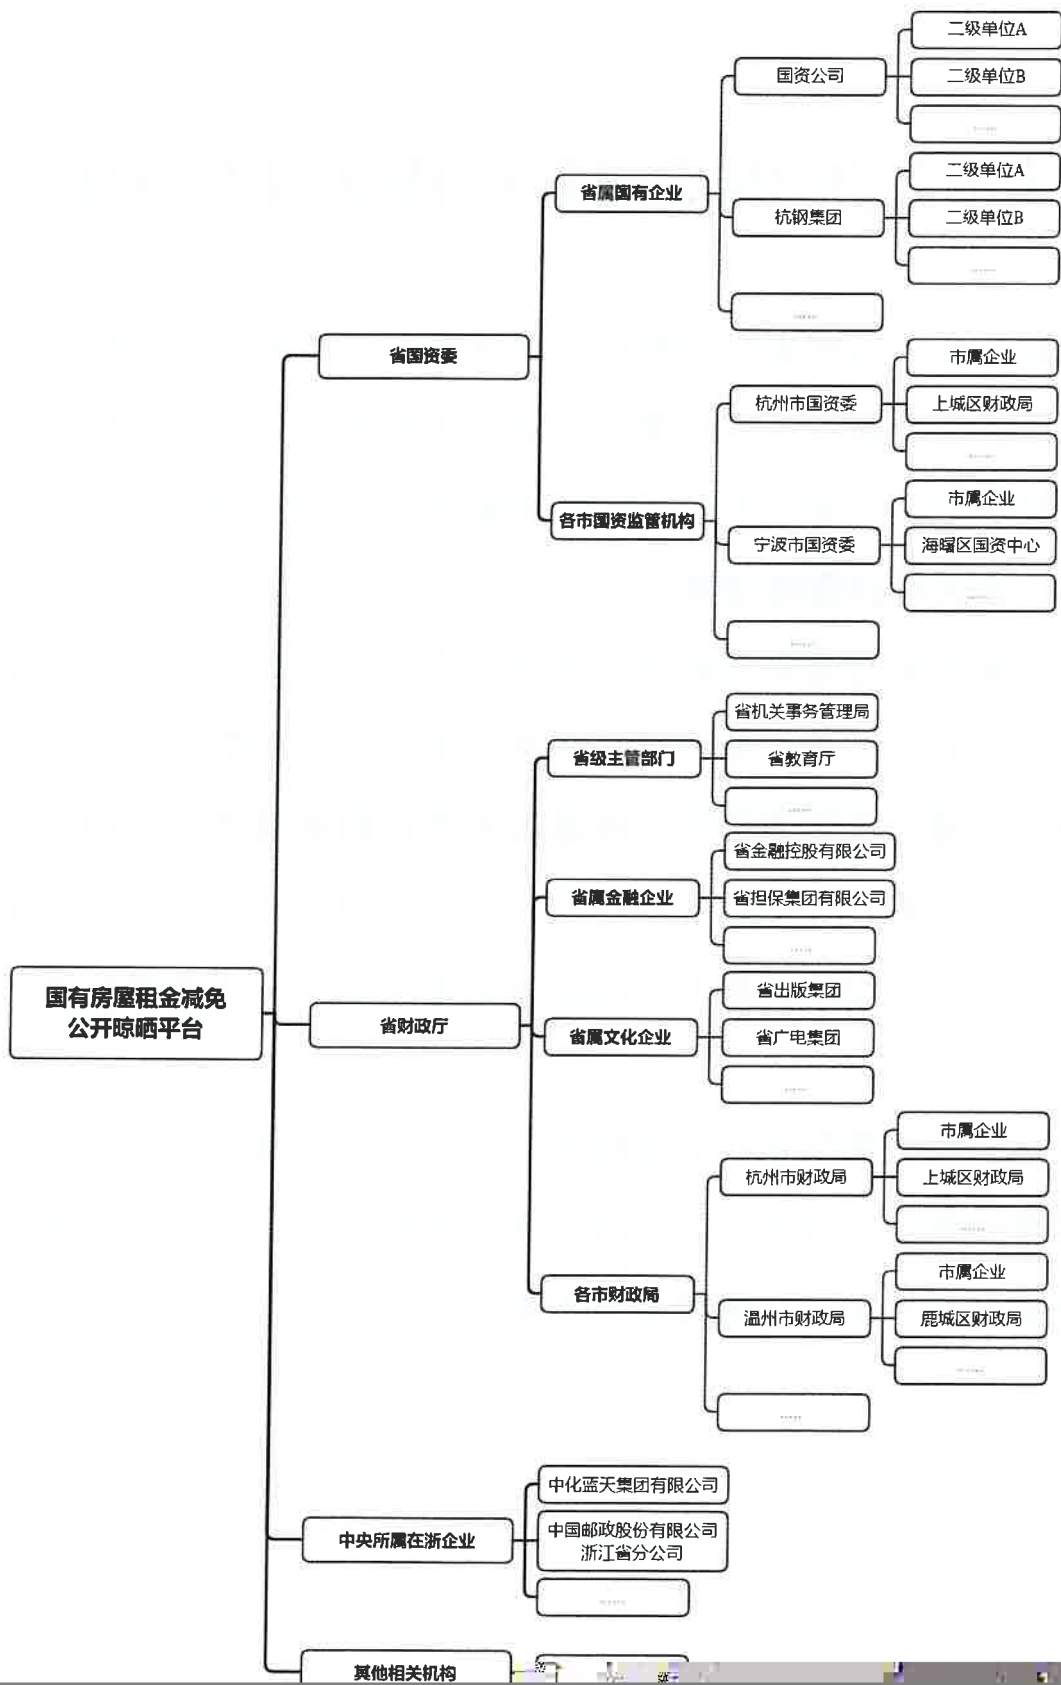 国有房屋租金减免
公开晾晒平台
省国资委
省属国有企业
国资公司
二级单位A
二级单位B
……
杭钢集团
二级单位A
二级单位B
……
……
各市国资监管机构
杭州市国资委
市属企业
上城区财政局
……
宁波市国资委
市属企业
海曙区国资中心
……
……
省财政厅
省级主管部门
省机关事务管理局
省教育厅
……
省属金融企业
省金融控股有限公司
省担保集团有限公司
……
省属文化企业
省出版集团
省广电集团
……
各市财政局
杭州市财政局
市属企业
上城区财政局
……
温州市财政局
市属企业
鹿城区财政局
……
……
中央所属在浙企业
中化蓝天集团有限公司
中国邮政股份有限公司
浙江省分公司
……
其他相关机构